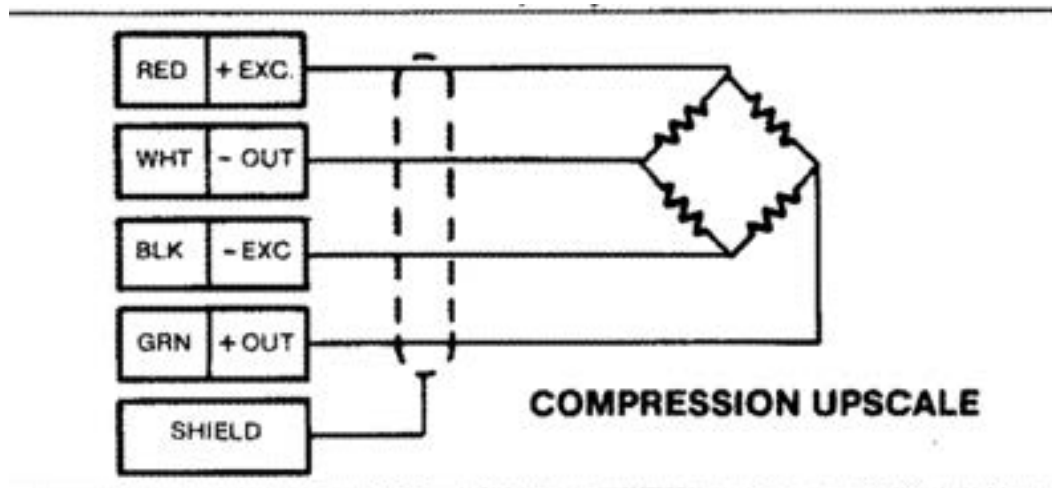 RED + EXC.
WHT - OUT
BLK - EXC
GRN + OUT
SHIELD
COMPRESSION UPSCALE